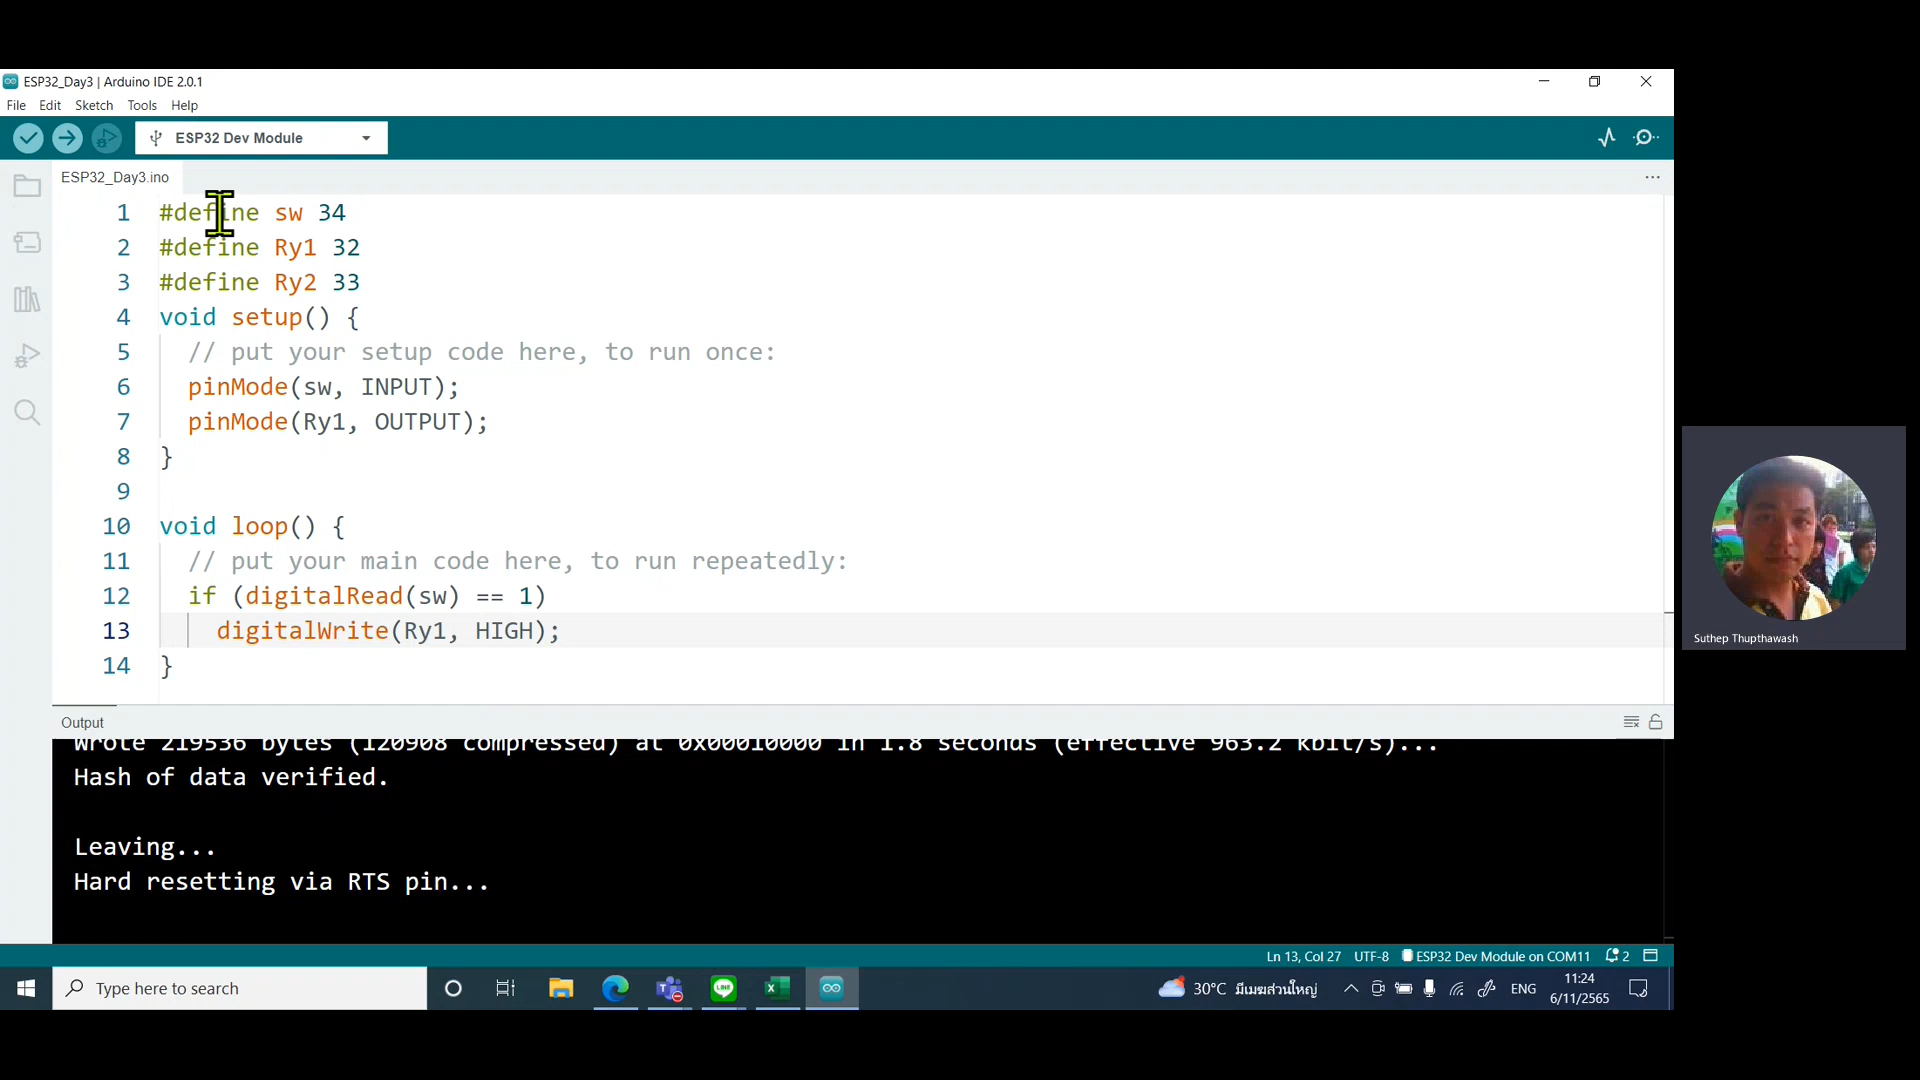 ESP32_Day3 | Arduino IDE 2.0.1
File Edit Sketch Tools Help
ESP32 Dev Module
ESP32_Day3.ino
1 #define sw 34
2 #define Ry1 32
3 #define Ry2 33
4 void setup() {
5 // put your setup code here, to run once:
6 pinMode(sw, INPUT);
7 pinMode(Ry1, OUTPUT);
8 }
9
10 void loop() {
11 // put your main code here, to run repeatedly:
12 if (digitalRead(sw) == 1)
13 digitalWrite(Ry1, HIGH);
14 }
Suthep Thupthawash
Output
Wrote 219536 bytes (120908 compressed) at 0x00010000 in 1.8 seconds (effective 963.2 kbit/s)...
Hash of data verified.
Leaving...
Hard resetting via RTS pin...
Ln 13, Col 27 UTF-8 ESP32 Dev Module on COM11 2
Type here to search
LINE
30°C มีเมฆส่วนใหญ่
ENG
11:24
6/11/2565